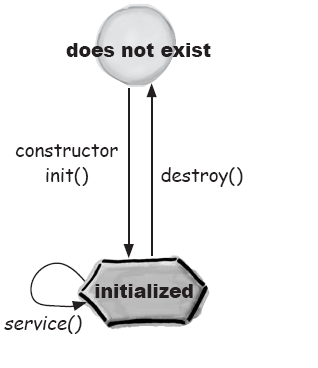 does not exist
constructor
init()
destroy()
initialized
service()